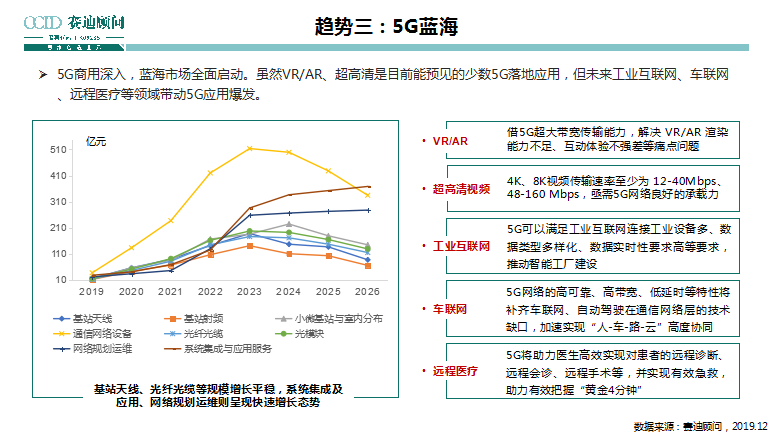 CCID 赛迪顾问
趋势三：5G蓝海
5G商用深入，蓝海市场全面启动。虽然VR/AR、超高清是目前能预见的少数5G落地应用，但未来工业互联网、车联网
、远程医疗等领域带动5G应用爆发。
亿元
510
410
310
210
110
10
2019 2020 2021 2022 2023 2024 2025 2026
基站天线 基站射频 小微基站与室内分布
通信网络设备 光纤光缆 光模块
网络规划运维 系统集成与应用服务
基站天线、光纤光缆等规模增长平稳，系统集成及
应用、网络规划运维则呈现快速增长态势
• VR/AR
借5G超大带宽传输能力，解决 VR/AR 渲染
能力不足、互动体验不强差等痛点问题
• 超高清视频
4K、8K视频传输速率至少为 12-40Mbps、
48-160 Mbps，亟需5G网络良好的承载力
• 工业互联网
5G可以满足工业互联网连接工业设备多、数
据类型多样化、数据实时性要求高等要求，
推动智能工厂建设
• 车联网
5G网络的高可靠、高带宽、低延时等特性将
补齐车联网、自动驾驶在通信网络层的技术
缺口，加速实现“人-车-路-云”高度协同
• 远程医疗
5G将助力医生高效实现对患者的远程诊断、
远程会诊、远程手术等，并实现有效急救，
助力有效把握“黄金4分钟”
数据来源：赛迪顾问，2019.12